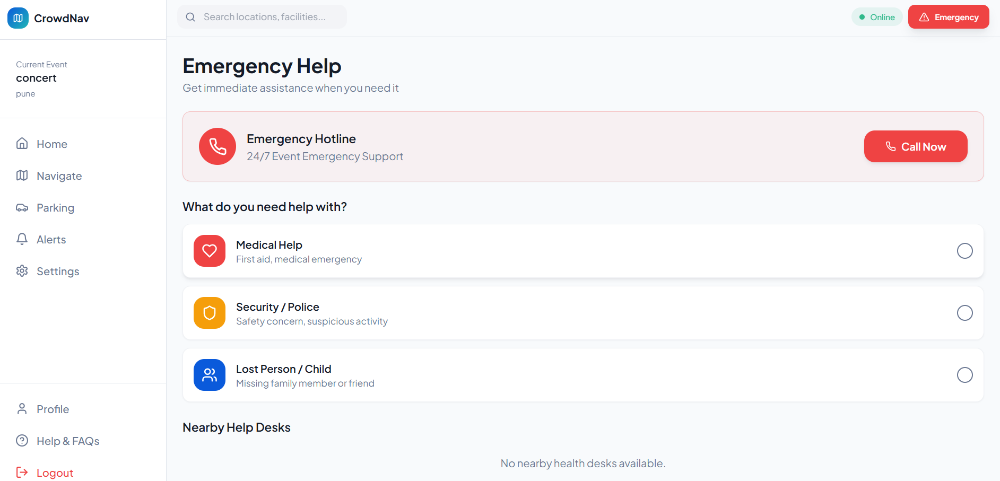 CrowdNav
Search locations, facilities...
Online
Emergency
Current Event
concert
pune
Home
Navigate
Parking
Alerts
Settings
Profile
Help & FAQs
Logout
Emergency Help
Get immediate assistance when you need it
Emergency Hotline
24/7 Event Emergency Support
Call Now
What do you need help with?
Medical Help
First aid, medical emergency
Security / Police
Safety concern, suspicious activity
Lost Person / Child
Missing family member or friend
Nearby Help Desks
No nearby health desks available.